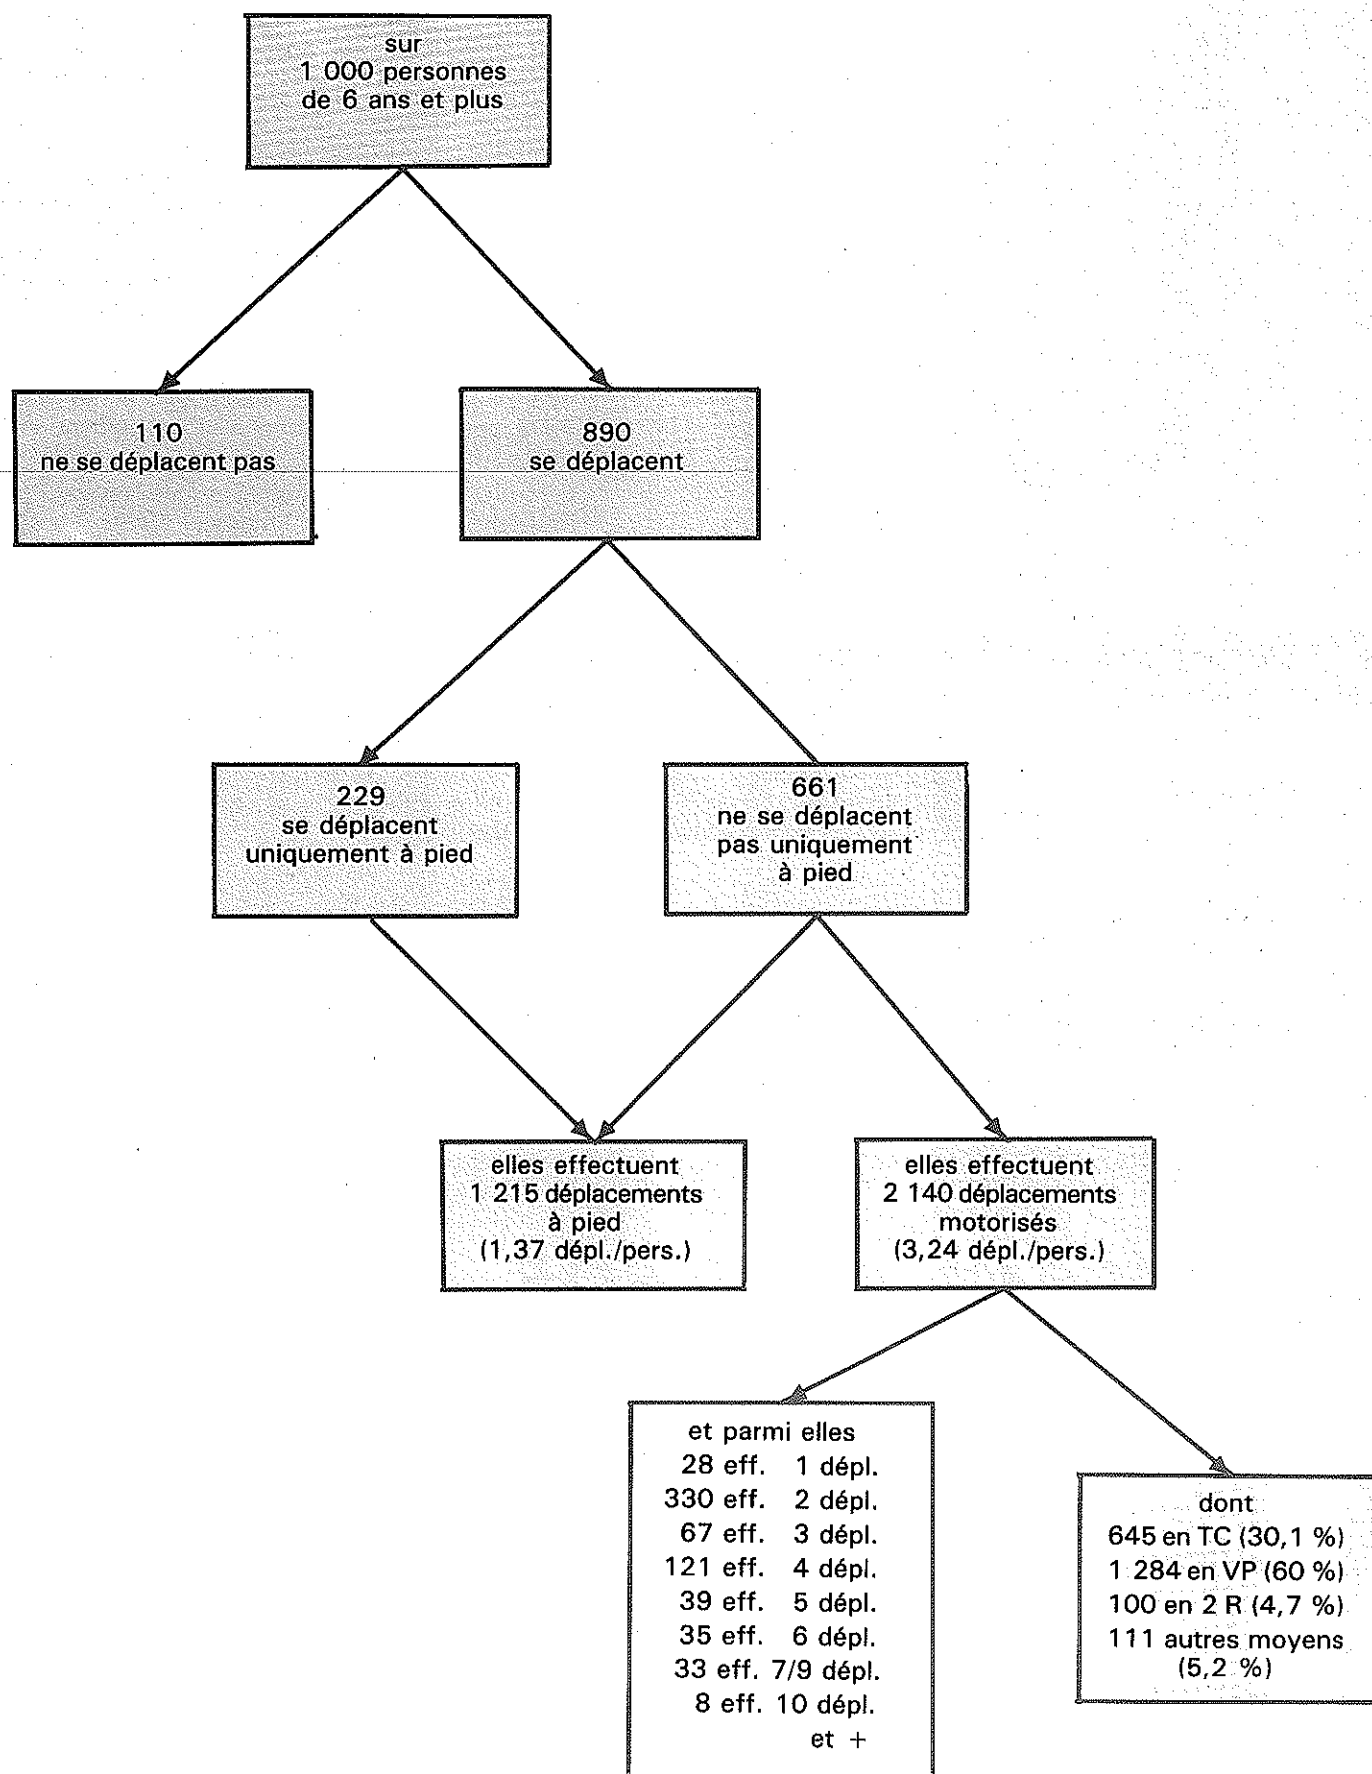 sur
1 000 personnes
de 6 ans et plus
110
ne se déplacent pas
890
se déplacent
229
se déplacent
uniquement à pied
661
ne se déplacent
pas uniquement
à pied
elles effectuent
1 215 déplacements
à pied
(1,37 dépl./pers.)
elles effectuent
2 140 déplacements
motorisés
(3,24 dépl./pers.)
et parmi elles
28 eff. 1 dépl.
330 eff. 2 dépl.
67 eff. 3 dépl.
121 eff. 4 dépl.
39 eff. 5 dépl.
35 eff. 6 dépl.
33 eff. 7/9 dépl.
8 eff. 10 dépl.
et +
dont
645 en TC (30,1 %)
1 284 en VP (60 %)
100 en 2 R (4,7 %)
111 autres moyens
(5,2 %)